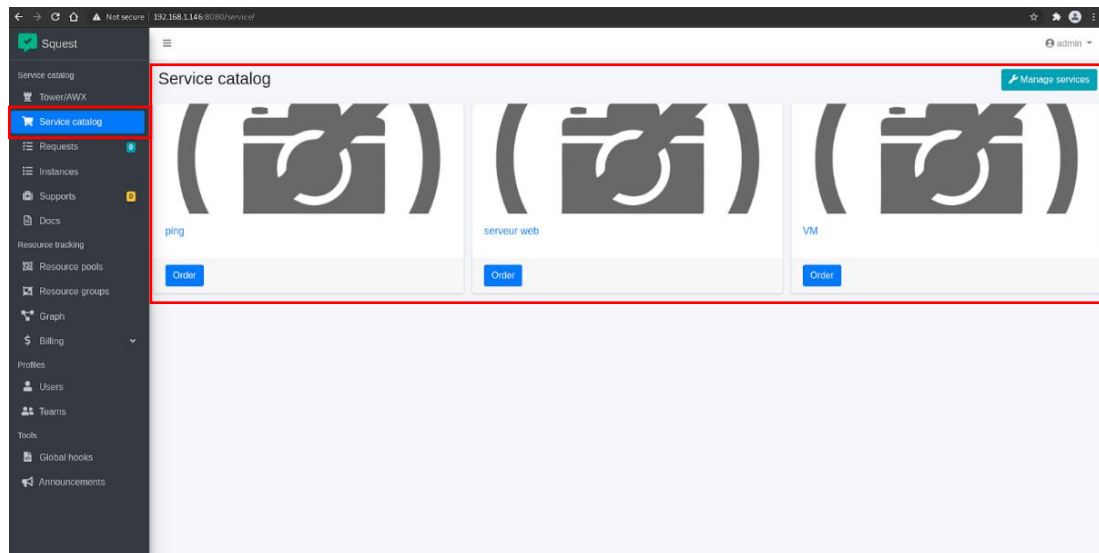 Not secure | 192.168.1.146:8080/service/
Squest
admin
Service catalog
Tower/AWX
Service catalog
Requests 0
Instances
Supports 0
Docs
Resource tracking
Resource pools
Resource groups
Graph
Billing
Profiles
Users
Teams
Tools
Global hooks
Announcements
Service catalog
Manage services
ping
serveur web
VM
Order
Order
Order